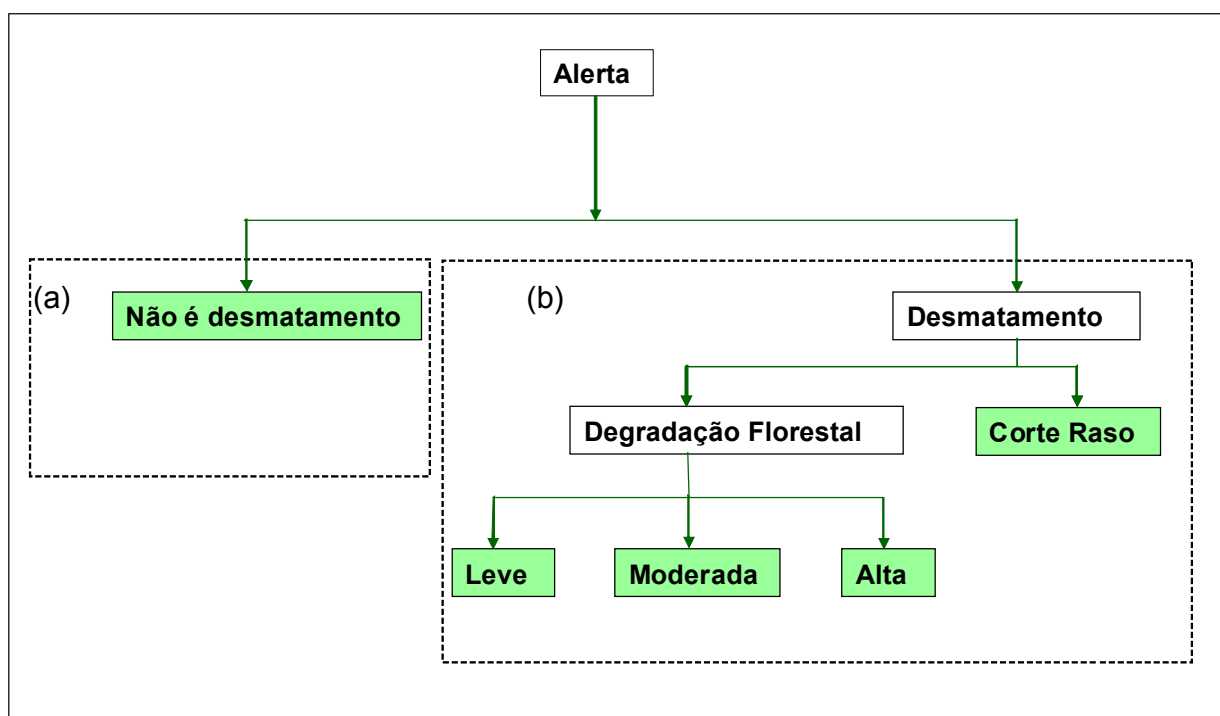 Alerta
(a)
Não é desmatamento
(b)
Desmatamento
Degradação Florestal
Corte Raso
Leve
Moderada
Alta